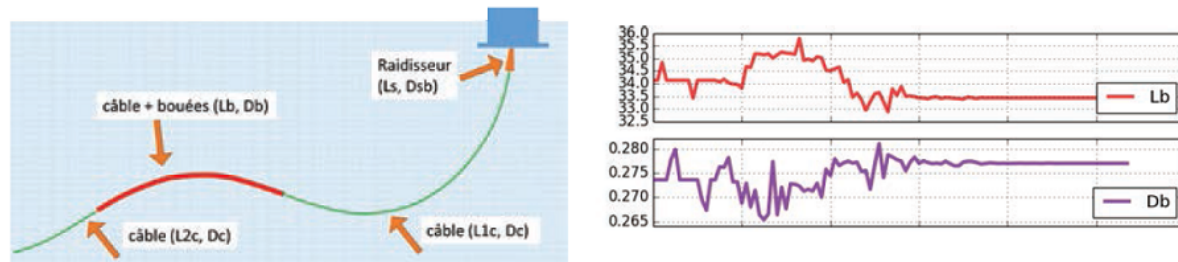 Raidisseur
(Ls, Dsb)
câble + bouées (Lb, Db)
câble (L2c, Dc)
câble (L1c, Dc)
36.0
35.5
35.0
34.5
34.0
33.5
33.0
32.5
Lb
0.280
0.275
0.270
0.265
Db